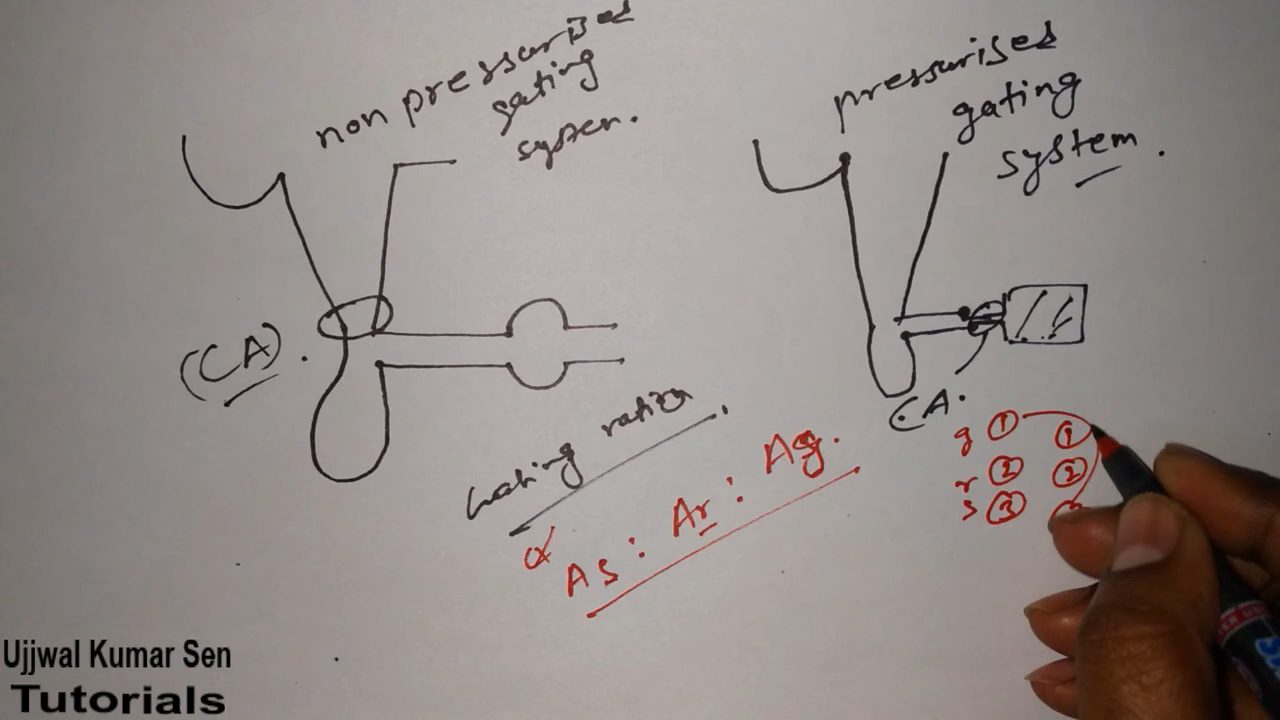 non pressurised
gating
system.
pressurises
gating
system.
(CA).
CA.
Gating ratio
α
As : Ar : Ag.
g ① ①
r ② ②
s ③
Ujjwal Kumar Sen
Tutorials